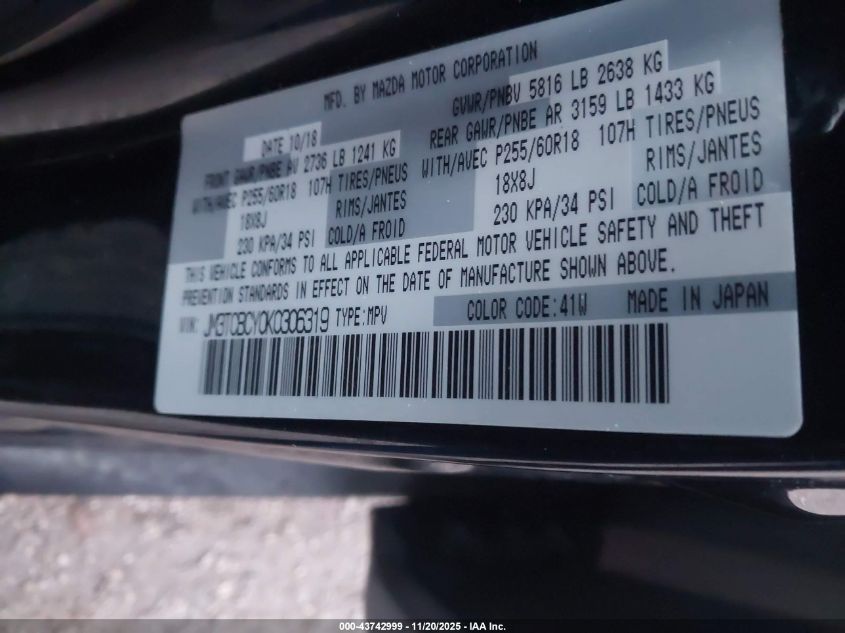 MFD. BY MAZDA MOTOR CORPORATION
DATE 10/18 GVWR/PNBV 5816 LB 2638 KG
FRONT GAWR/PNBE AV 2736 LB 1241 KG REAR GAWR/PNBE AR 3159 LB 1433 KG
WITH/AVEC P255/60R18 107H TIRES/PNEUS WITH/AVEC P255/60R18 107H TIRES/PNEUS
18X8J RIMS/JANTES 18X8J RIMS/JANTES
230 KPA/34 PSI COLD/A FROID 230 KPA/34 PSI COLD/A FROID
THIS VEHICLE CONFORMS TO ALL APPLICABLE FEDERAL MOTOR VEHICLE SAFETY AND THEFT
PREVENTION STANDARDS IN EFFECT ON THE DATE OF MANUFACTURE SHOWN ABOVE.
VIN: JM3TCBCY0K0306319 TYPE:MPV COLOR CODE:41W MADE IN JAPAN
000-43742999 — 11/20/2025 - IAA Inc.